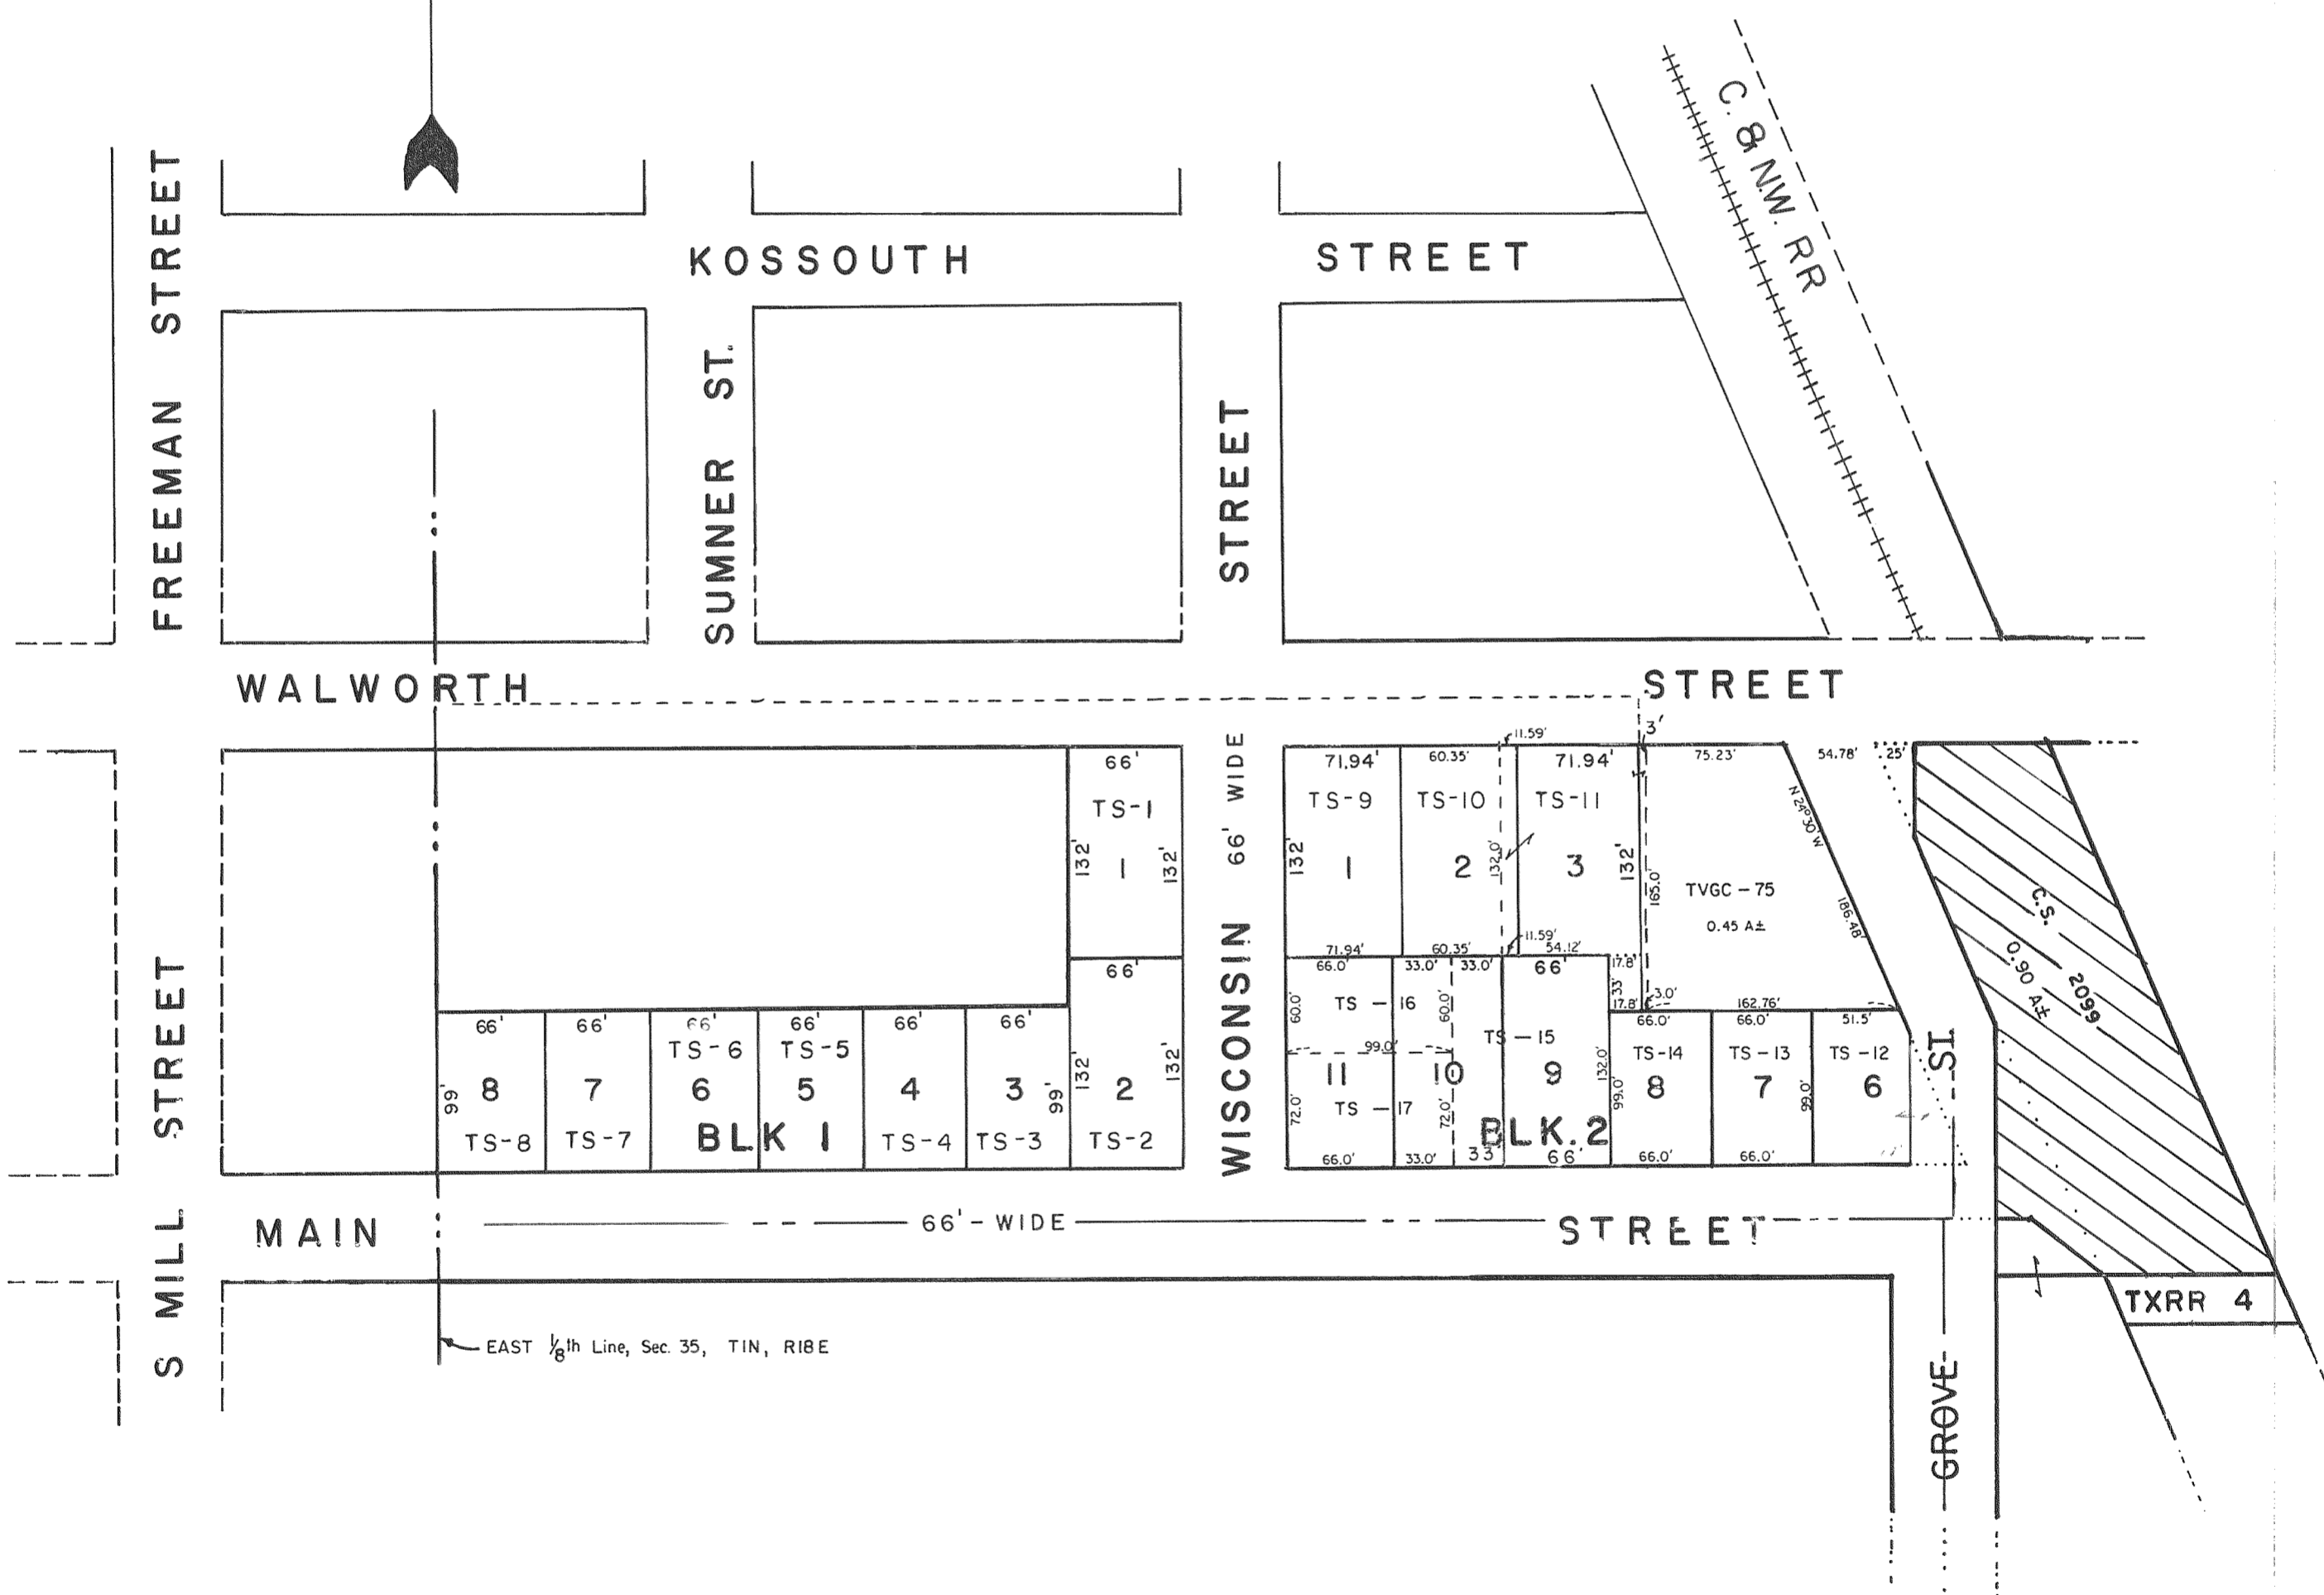 C. & NW. RR
FREEMAN STREET
KOSSOUTH STREET
SUMNER ST.
STREET
WALWORTH STREET
3'
11.59'
66'
71.94'
60.35'
71.94'
75.23'
54.78'
25'
66' WIDE
TS-1
TS-9
TS-10
TS-11
N 24°30' W
132'
1
132'
132'
1
2
132.0'
3
132'
165.0'
TVGC-75
0.45 A±
186.48'
C.S. 2099
0.90 A±
71.94'
60.35'
11.59'
54.12'
66'
66.0'
33.0'
33.0'
66'
17.8'
33'
17.8'
3.0'
162.76'
WISCONSIN
60.0'
TS-16
60.0'
66'
66'
66'
66'
66'
66'
66.0'
66.0'
51.5'
TS-6
TS-5
TS-15
99.0'
TS-14
TS-13
TS-12
ST.
99'
8
7
6
5
4
3
99'
132'
2
132'
11
10
9
132.0'
99.0'
8
7
99.0'
6
72.0'
TS-17
72.0'
TS-8
TS-7
BLK 1
TS-4
TS-3
TS-2
BLK. 2
66.0'
33.0'
33'
66'
66.0'
66.0'
S MILL STREET
MAIN 66'-WIDE STREET
TXRR 4
EAST 1/8th Line, Sec. 35, T1N, R18E
GROVE